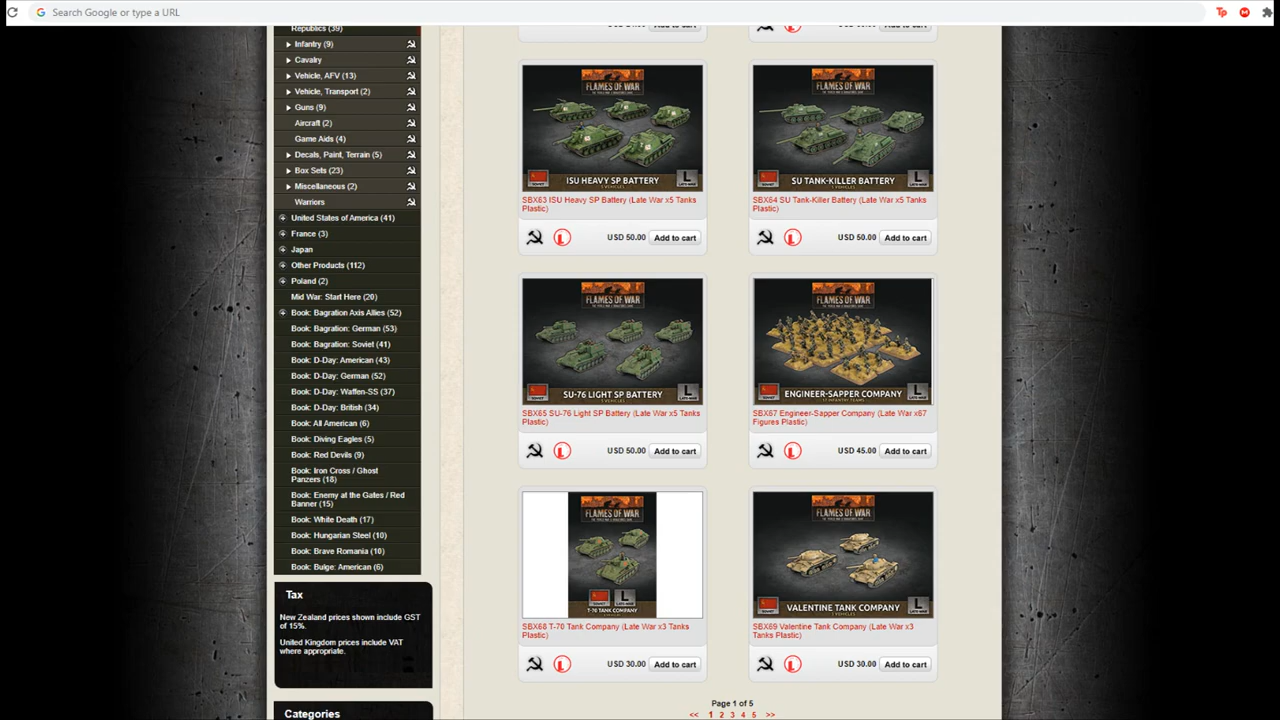 Search Google or type a URL
Republics (39)
Infantry (9)
Cavalry
Vehicle, AFV (13)
Vehicle, Transport (2)
Guns (9)
Aircraft (2)
Game Aids (4)
Decals, Paint, Terrain (5)
Box Sets (23)
Miscellaneous (2)
Warriors
United States of America (41)
France (3)
Japan
Other Products (112)
Poland (2)
Mid War: Start Here (20)
Book: Bagration Axis Allies (52)
Book: Bagration: German (53)
Book: Bagration: Soviet (41)
Book: D-Day: American (43)
Book: D-Day: German (52)
Book: D-Day: Waffen-SS (37)
Book: D-Day: British (34)
Book: All American (6)
Book: Diving Eagles (5)
Book: Red Devils (9)
Book: Iron Cross / Ghost
Panzers (18)
Book: Enemy at the Gates / Red
Banner (15)
Book: White Death (17)
Book: Hungarian Steel (10)
Book: Brave Romania (10)
Book: Bulge: American (6)
Tax
New Zealand prices shown include GST
of 15%.
United Kingdom prices include VAT
where appropriate.
Categories
Add to cart
Add to cart
FLAMES OF WAR
ISU HEAVY SP BATTERY
SBX63 ISU Heavy SP Battery (Late War x5 Tanks
Plastic)
USD 50.00 Add to cart
FLAMES OF WAR
SU TANK-KILLER BATTERY
L
SBX64 SU Tank-Killer Battery (Late War x5 Tanks
Plastic)
USD 50.00 Add to cart
FLAMES OF WAR
SU-76 LIGHT SP BATTERY
L
SBX65 SU-76 Light SP Battery (Late War x5 Tanks
Plastic)
USD 50.00 Add to cart
FLAMES OF WAR
ENGINEER-SAPPER COMPANY
L
SBX67 Engineer-Sapper Company (Late War x67
Figures Plastic)
USD 45.00 Add to cart
FLAMES OF WAR
L
T-70 TANK COMPANY
SBX68 T-70 Tank Company (Late War x3 Tanks
Plastic)
USD 30.00 Add to cart
FLAMES OF WAR
VALENTINE TANK COMPANY
L
SBX69 Valentine Tank Company (Late War x3
Tanks Plastic)
USD 30.00 Add to cart
Page 1 of 5
<< 1 2 3 4 5 >>